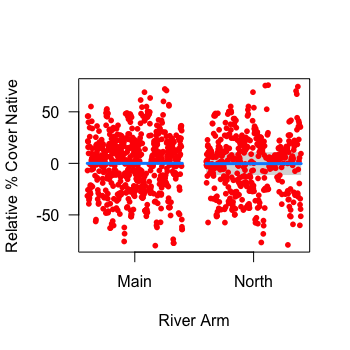 Relative % Cover Native
50
0
-50
Main North
River Arm